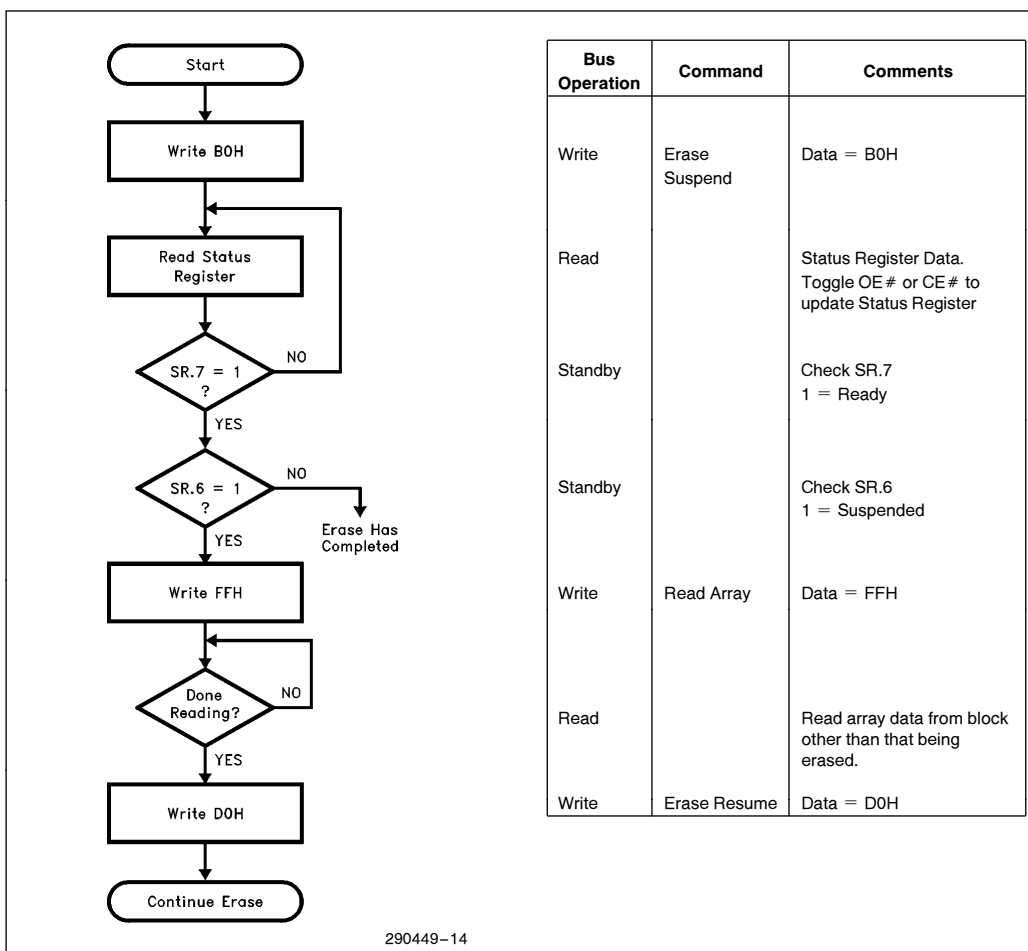 Start
Write B0H
Read Status
Register
SR.7 = 1
?
NO
YES
SR.6 = 1
?
NO
Erase Has
Completed
YES
Write FFH
Done
Reading?
NO
YES
Write D0H
Continue Erase
290449-14
Bus
Operation
Command
Comments
Write
Erase
Suspend
Data = B0H
Read
Status Register Data.
Toggle OE# or CE# to
update Status Register
Standby
Check SR.7
1 = Ready
Standby
Check SR.6
1 = Suspended
Write
Read Array
Data = FFH
Read
Read array data from block
other than that being
erased.
Write
Erase Resume
Data = D0H